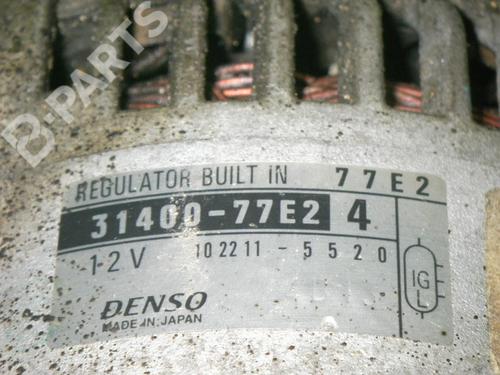 B-PARTS
REGULATOR BUILT IN 77E2
31400-77E2 4
12V 102211-5520
IG
L
DENSO
MADE IN JAPAN